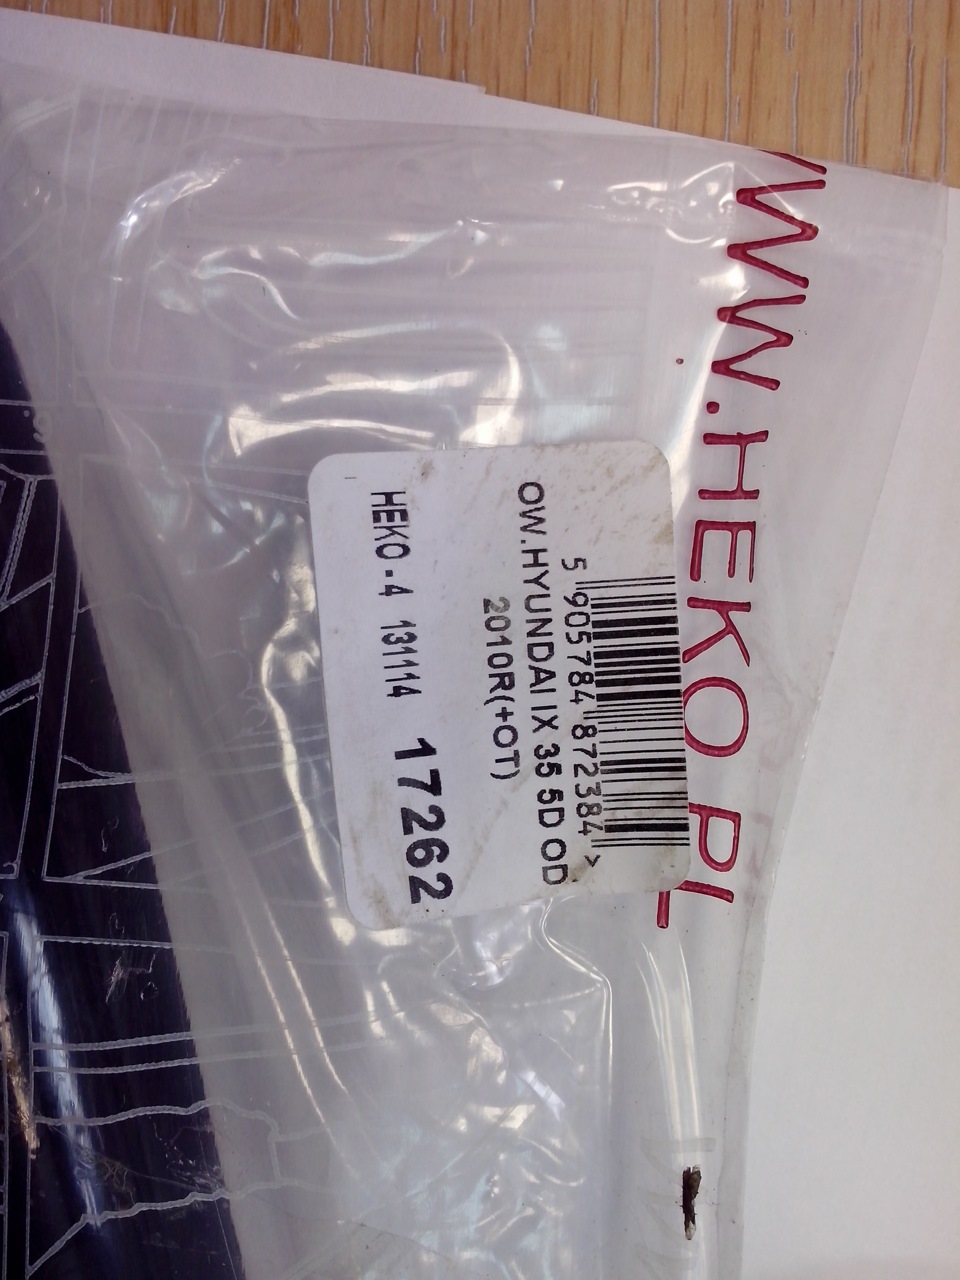 WWW.HEKO.PL
5 905784 872384 >
OW.HYUNDAI IX 35 5D OD
2010R(+OT)
HEKO-4 131114 17262